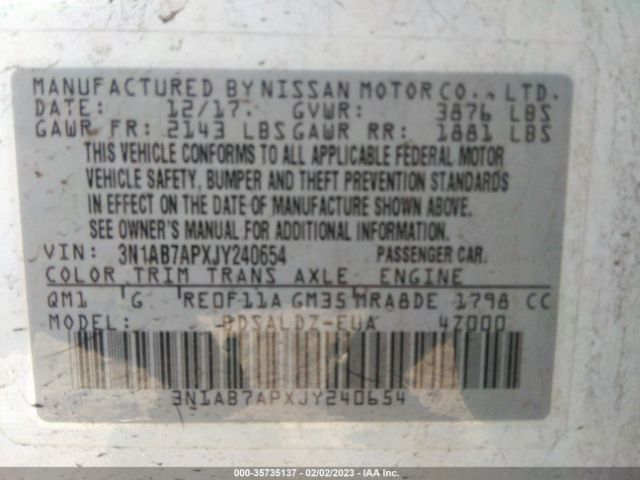 MANUFACTURED BY NISSAN MOTOR CO., LTD.
DATE: 12/17 GVWR: 3876 LBS
GAWR FR: 2143 LBS GAWR RR: 1881 LBS
THIS VEHICLE CONFORMS TO ALL APPLICABLE FEDERAL MOTOR
VEHICLE SAFETY, BUMPER AND THEFT PREVENTION STANDARDS
IN EFFECT ON THE DATE OF MANUFACTURE SHOWN ABOVE.
SEE OWNER'S MANUAL FOR ADDITIONAL INFORMATION.
VIN: 3N1AB7APXJY240654 PASSENGER CAR.
COLOR TRIM TRANS AXLE ENGINE
QM1 G RE0F11A GM35 MRA8DE 1798 CC
MODEL: BDSALDZ-EUA 4Z000
3N1AB7APXJY240654
000-35735137 - 02/02/2023 - IAA Inc.